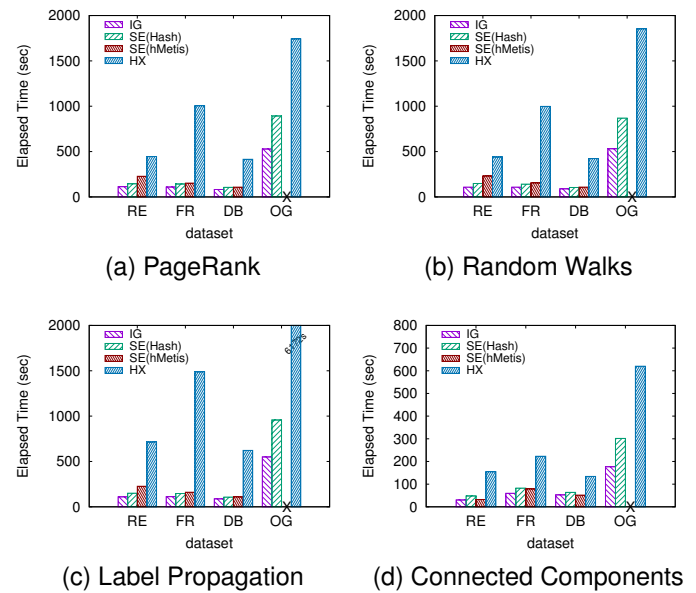 2000
1500
1000
500
0
Elapsed Time (sec)
IG
SE(Hash)
SE(hMetis)
HX
X
RE FR DB OG
dataset
(a) PageRank
2000
1500
1000
500
0
Elapsed Time (sec)
IG
SE(Hash)
SE(hMetis)
HX
X
RE FR DB OG
dataset
(b) Random Walks
2000
1500
1000
500
0
Elapsed Time (sec)
IG
SE(Hash)
SE(hMetis)
HX
6172s
X
RE FR DB OG
dataset
(c) Label Propagation
800
700
600
500
400
300
200
100
0
Elapsed Time (sec)
IG
SE(Hash)
SE(hMetis)
HX
X
RE FR DB OG
dataset
(d) Connected Components